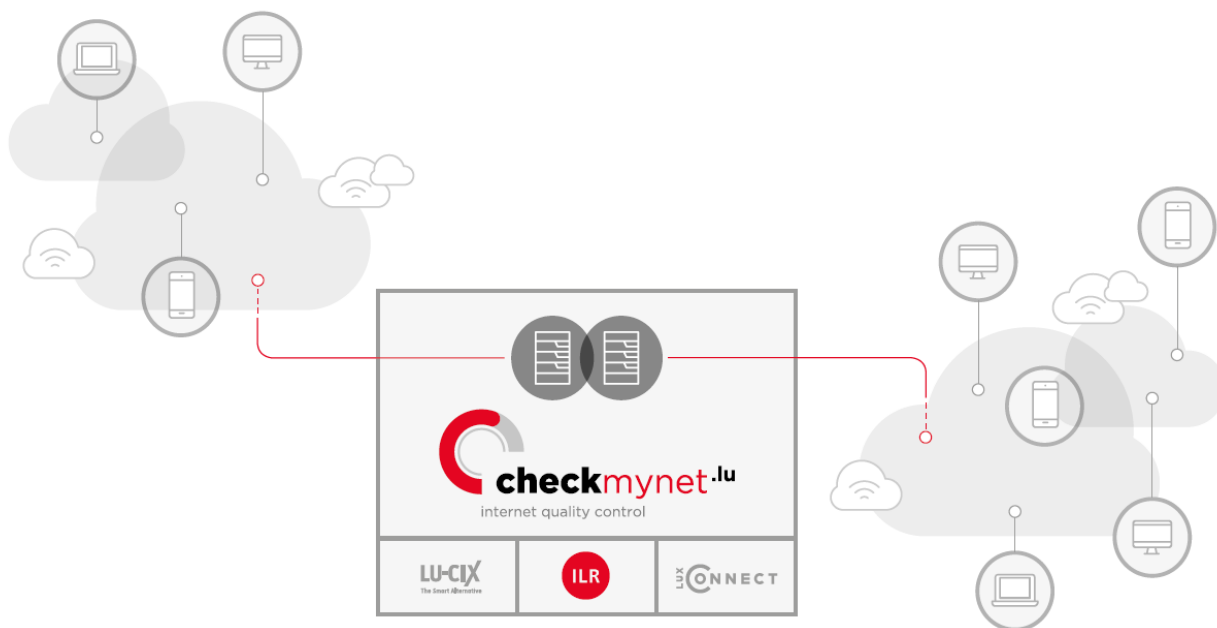 checkmynet.lu
internet quality control
LU-CIX
The Smart Alternative
ILR
LUX CONNECT